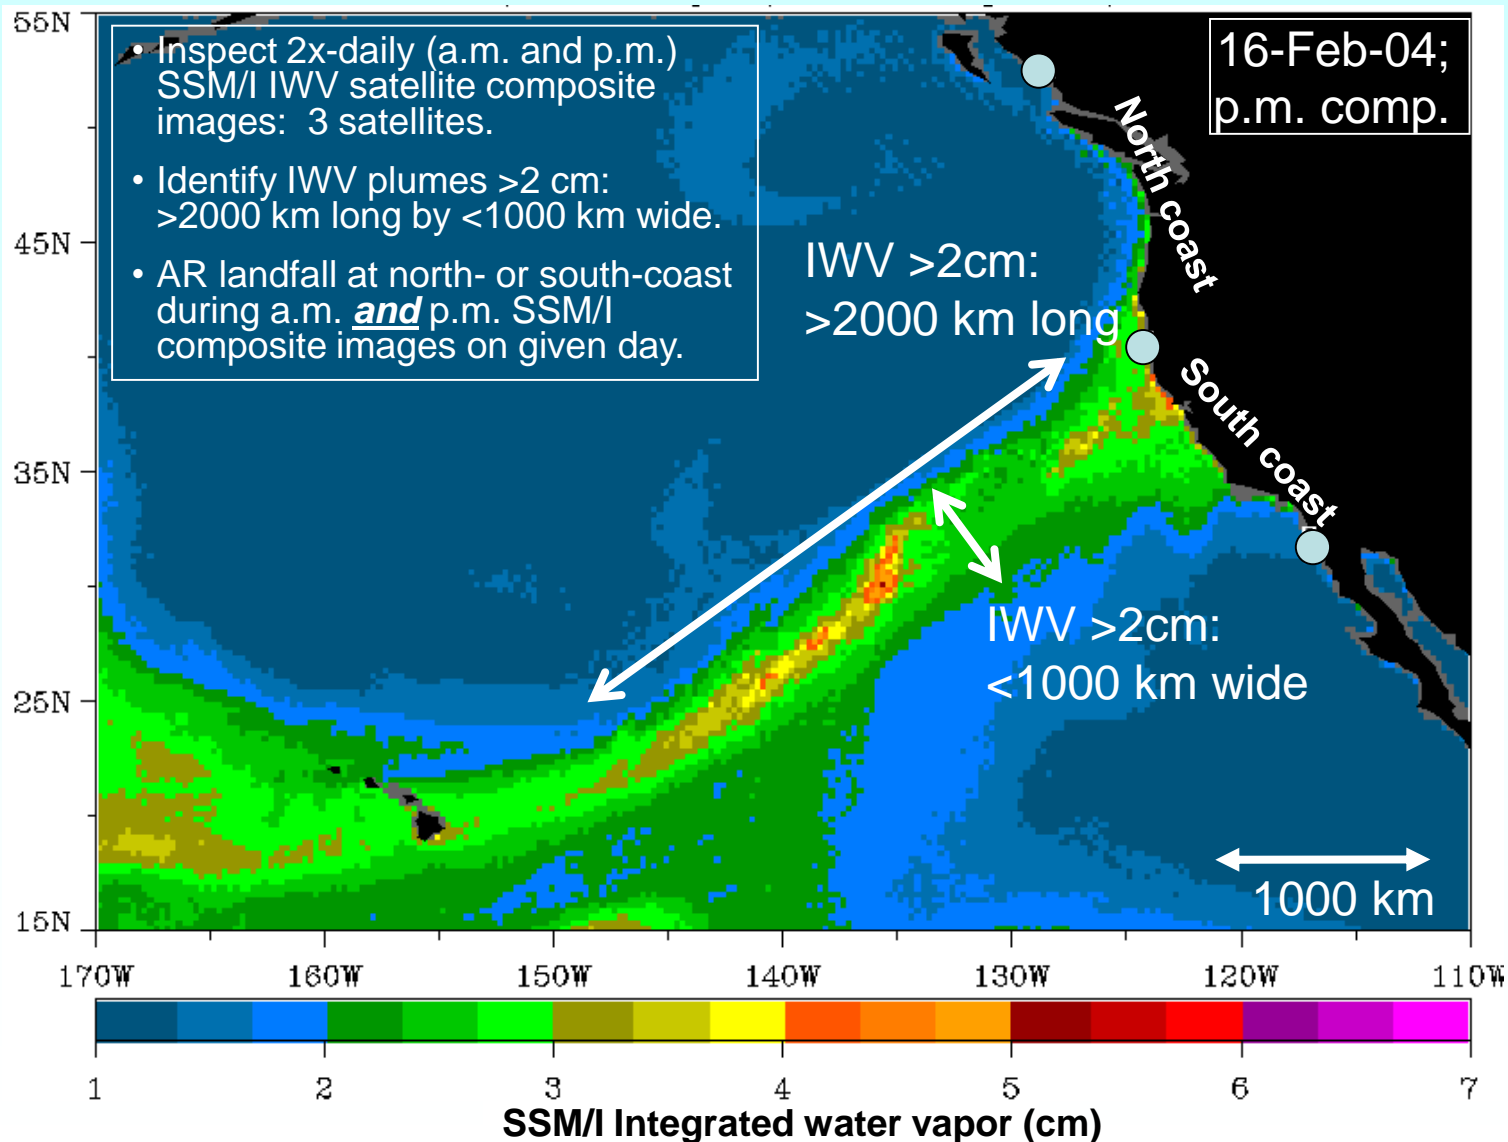 55N
• Inspect 2x-daily (a.m. and p.m.)
SSM/I IWV satellite composite
images: 3 satellites.
• Identify IWV plumes >2 cm:
>2000 km long by <1000 km wide.
• AR landfall at north- or south-coast
during a.m. and p.m. SSM/I
composite images on given day.
16-Feb-04;
p.m. comp.
North coast
45N
IWV >2cm:
>2000 km long
South coast
35N
IWV >2cm:
<1000 km wide
25N
1000 km
15N
170W 160W 150W 140W 130W 120W 110W
1 2 3 4 5 6 7
SSM/I Integrated water vapor (cm)